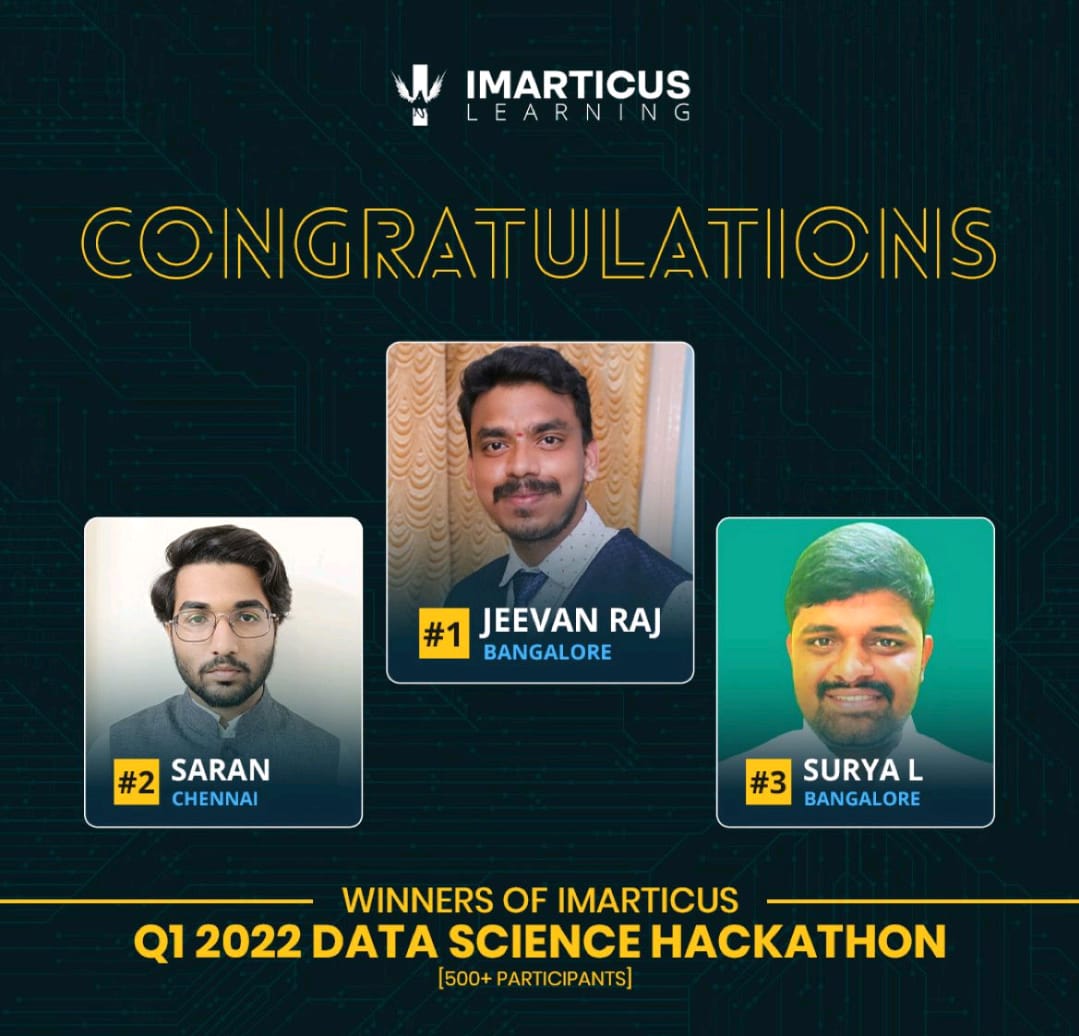 IMARTICUS
LEARNING
CONGRATULATIONS
#1 JEEVAN RAJ
BANGALORE
#2 SARAN
CHENNAI
#3 SURYA L
BANGALORE
WINNERS OF IMARTICUS
Q1 2022 DATA SCIENCE HACKATHON
[500+ PARTICIPANTS]